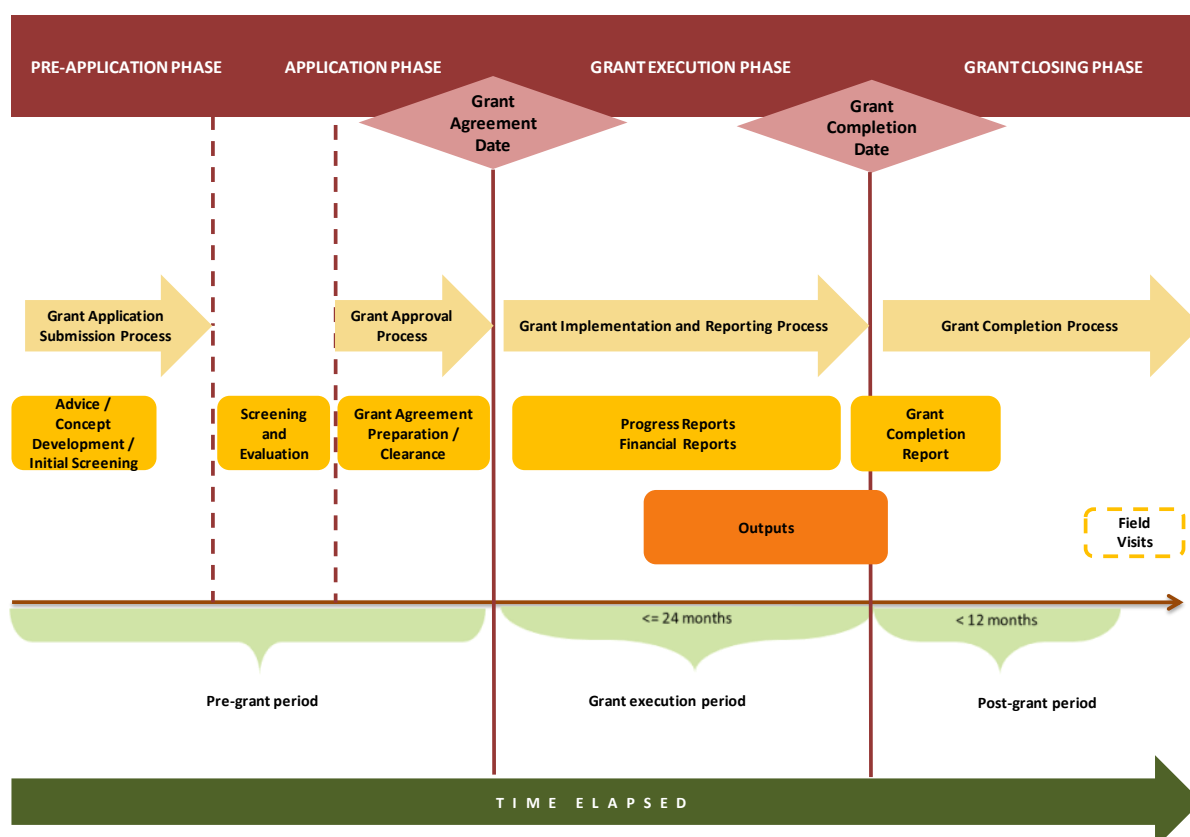 PRE-APPLICATION PHASE
APPLICATION PHASE
GRANT EXECUTION PHASE
GRANT CLOSING PHASE
Grant
Agreement
Date
Grant
Completion
Date
Grant Application
Submission Process
Grant Approval
Process
Grant Implementation and Reporting Process
Grant Completion Process
Advice /
Concept
Development /
Initial Screening
Screening
and
Evaluation
Grant Agreement
Preparation /
Clearance
Progress Reports
Financial Reports
Grant
Completion
Report
Outputs
Field
Visits
<= 24 months
< 12 months
Pre-grant period
Grant execution period
Post-grant period
TIME ELAPSED